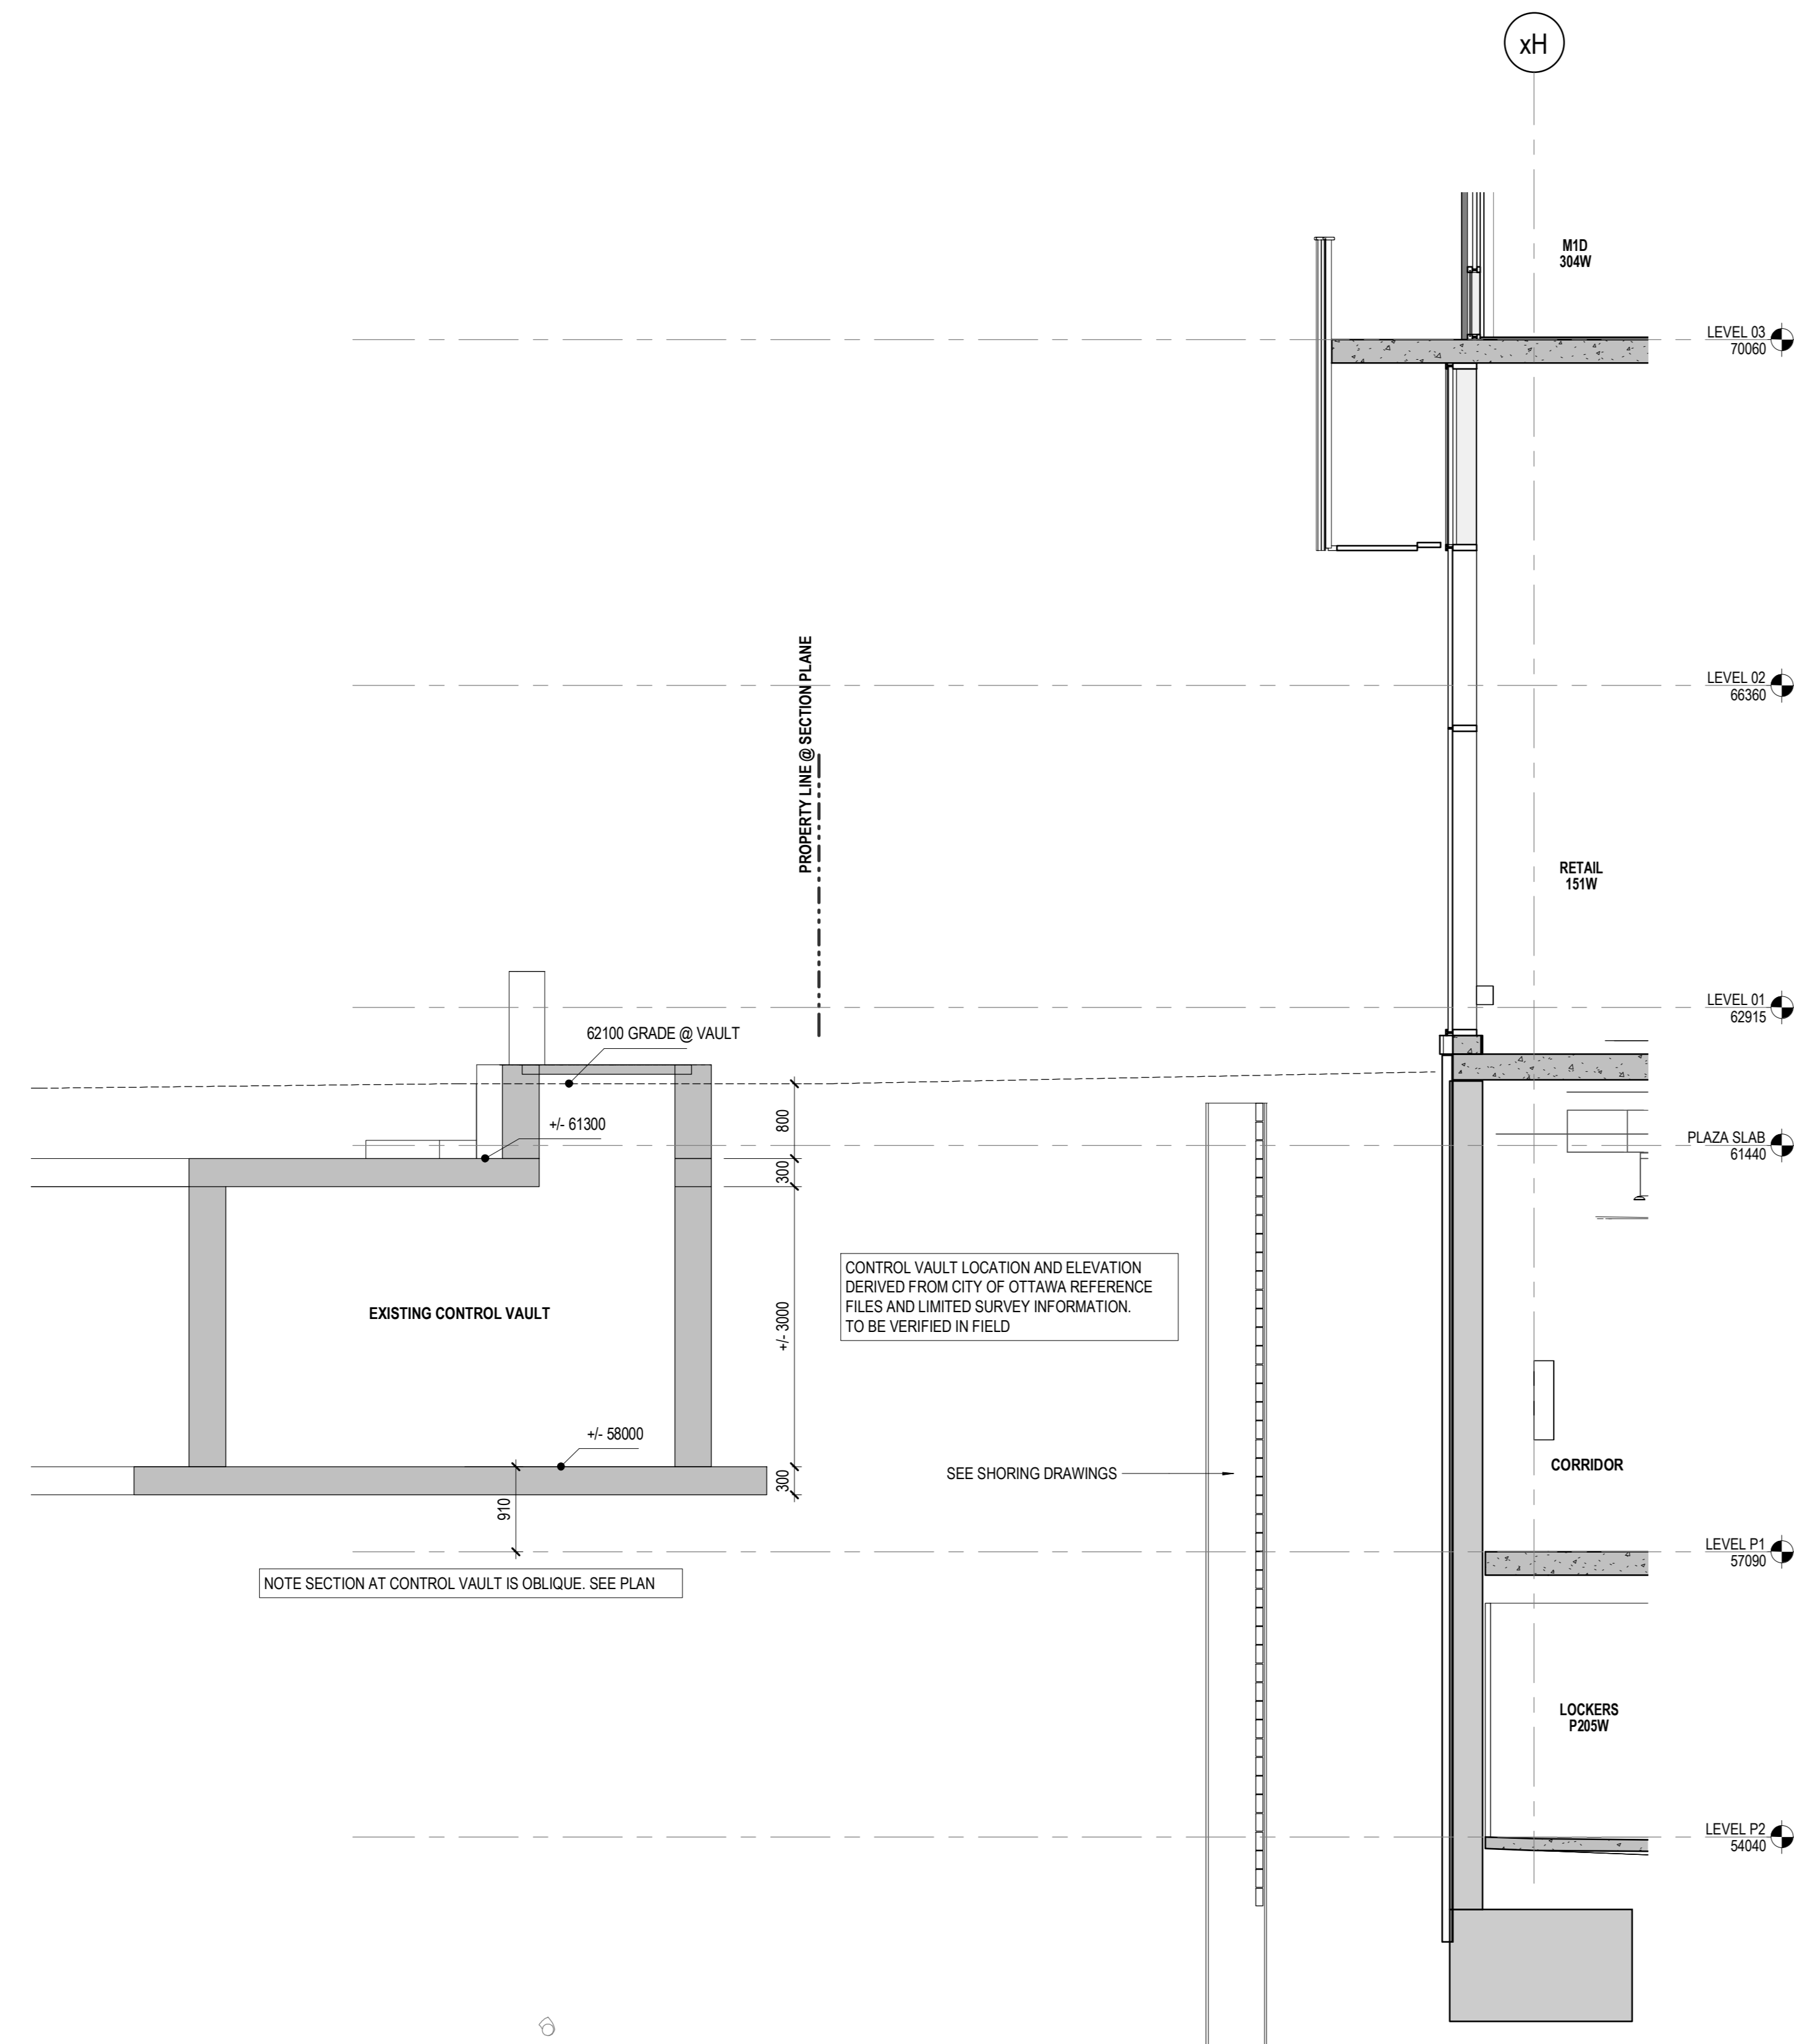 xH
M1D
304W
LEVEL 03
70060
PROPERTY LINE @ SECTION PLANE
LEVEL 02
66360
RETAIL
151W
LEVEL 01
62915
62100 GRADE @ VAULT
+/- 61300
800
300
PLAZA SLAB
61440
CONTROL VAULT LOCATION AND ELEVATION
DERIVED FROM CITY OF OTTAWA REFERENCE
FILES AND LIMITED SURVEY INFORMATION.
TO BE VERIFIED IN FIELD
EXISTING CONTROL VAULT
+/- 3000
+/- 58000
SEE SHORING DRAWINGS
CORRIDOR
300
910
LEVEL P1
57090
NOTE SECTION AT CONTROL VAULT IS OBLIQUE. SEE PLAN
LOCKERS
P205W
LEVEL P2
54040